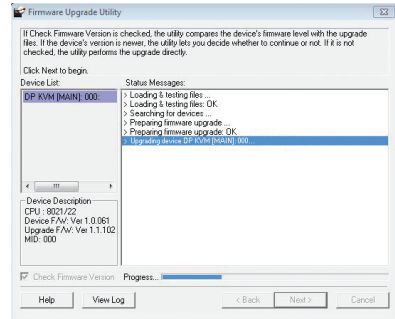 Firmware Upgrade Utility
If Check Firmware Version is checked, the utility compares the device's firmware level with the upgrade
files. If the device's version is newer, the utility lets you decide whether to continue or not. If it is not
checked, the utility performs the upgrade directly.
Click Next to begin.
Device List:
Status Messages:
DP KVM [MAIN]: 000:
> Loading & testing files ...
> Loading & testing files: OK
> Searching for devices ...
> Preparing firmware upgrade ...
> Preparing firmware upgrade: OK
> Upgrading device DP KVM [MAIN]: 000...
Device Description
CPU : 8021/22
Device F/W: Ver 1.0.061
Upgrade F/W: Ver 1.1.102
MID: 000
Check Firmware Version
Progress...
Help
View Log
< Back
Next >
Cancel